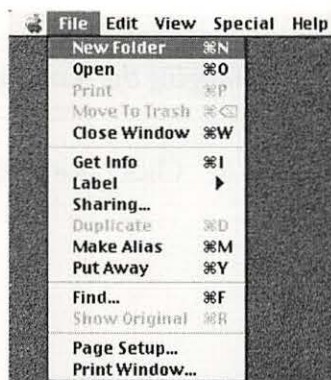 File Edit View Special Help
New Folder ⌘N
Open ⌘O
Print ⌘P
Move To Trash ⌘⌫
Close Window ⌘W
Get Info ⌘I
Label ▶
Sharing...
Duplicate ⌘D
Make Alias ⌘M
Put Away ⌘Y
Find... ⌘F
Show Original ⌘R
Page Setup...
Print Window...